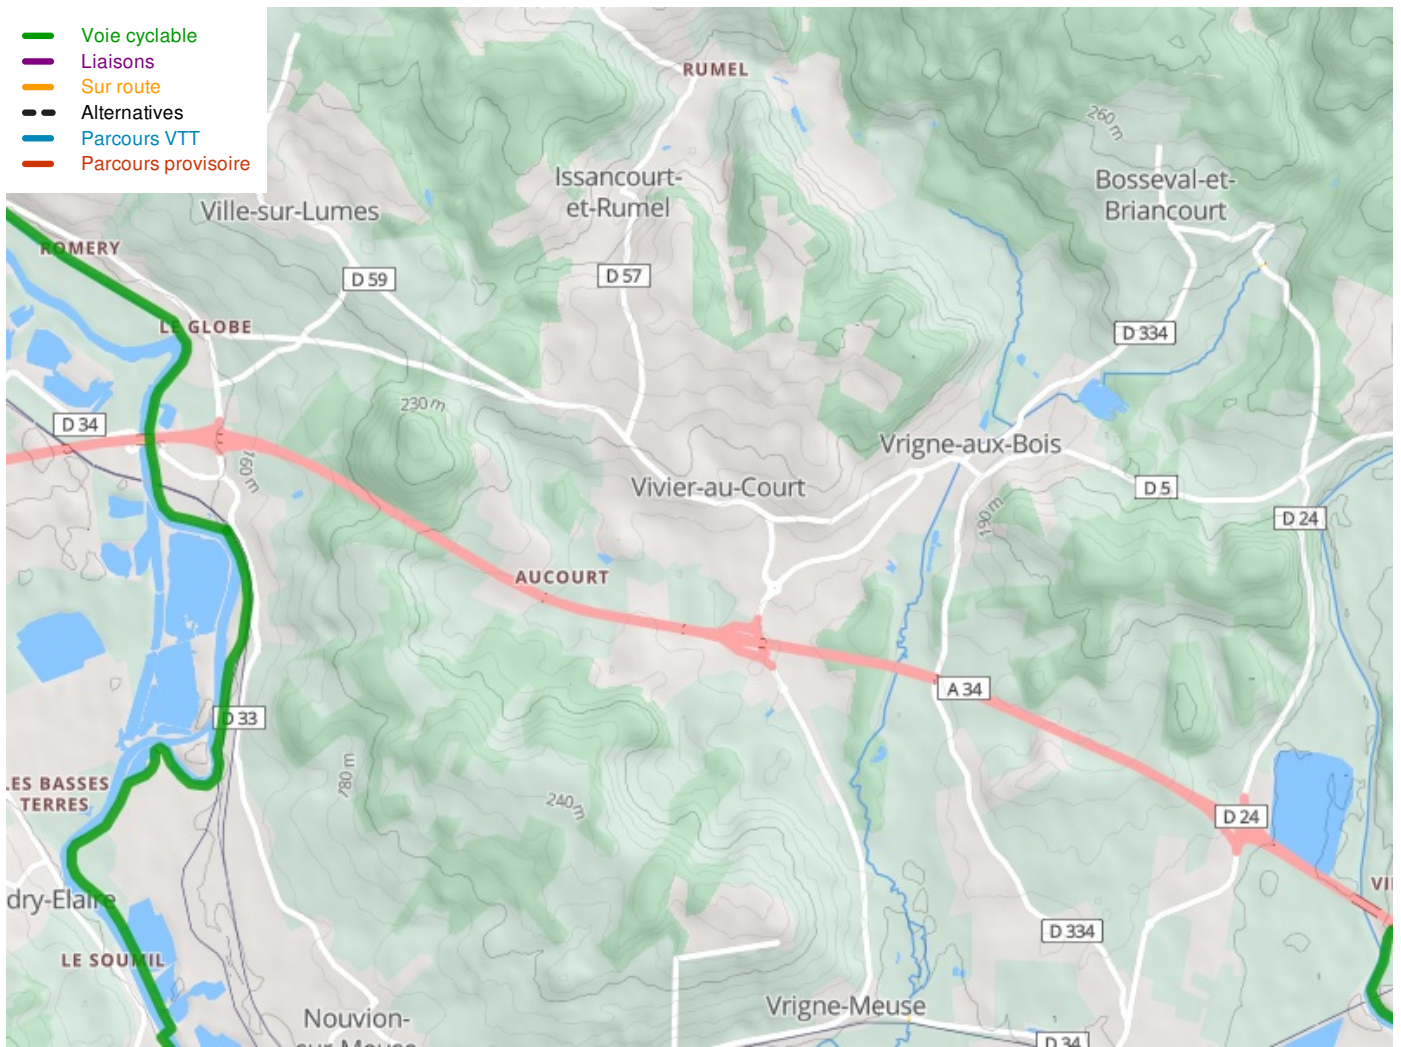 Voie cyclable
Liaisons
Sur route
Alternatives
Parcours VTT
Parcours provisoire
RUMEL
260 m
Issancourt-
et-Rumel
Bosseval-et-
Briancourt
Ville-sur-Lumes
ROMERY
D 59
D 57
LE GLOBE
D 334
230 m
D 34
Vrigne-aux-Bois
160 m
Vivier-au-Court
D 5
190 m
D 24
AUCOURT
A 34
D 33
780 m
LES BASSES
TERRES
240 m
D 24
VI
dry-Elaire
D 334
LE SOUMIL
Vrigne-Meuse
Nouvion-
sur-Meuse
D 34